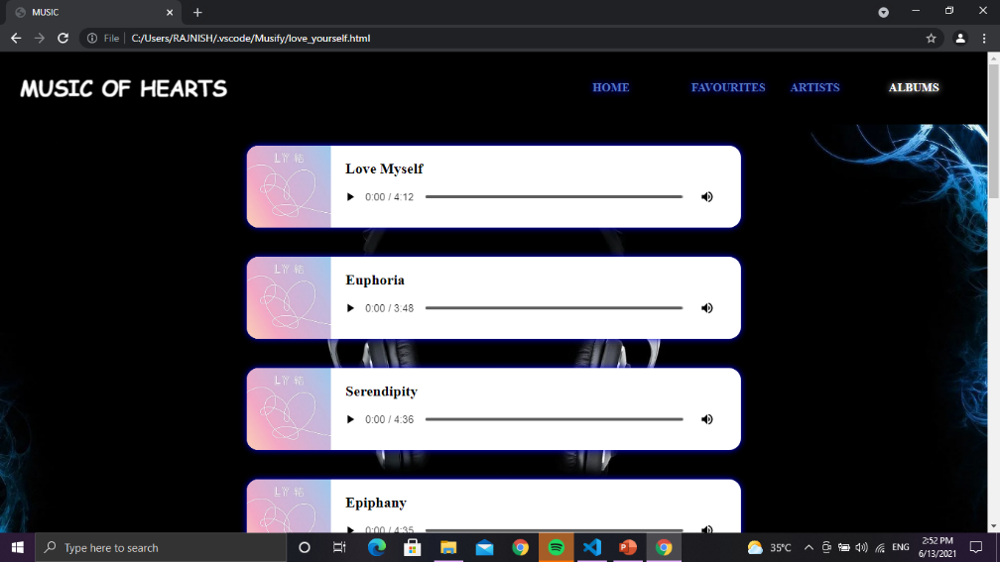 MUSIC
File
C:/Users/RAJNISH/.vscode/Musify/love_yourself.html
MUSIC OF HEARTS
HOME
FAVOURITES
ARTISTS
ALBUMS
Love Myself
0:00 / 4:12
Euphoria
0:00 / 3:48
Serendipity
0:00 / 4:36
Epiphany
0:00 / 4:35
Type here to search
35°C
ENG
2:52 PM
6/13/2021